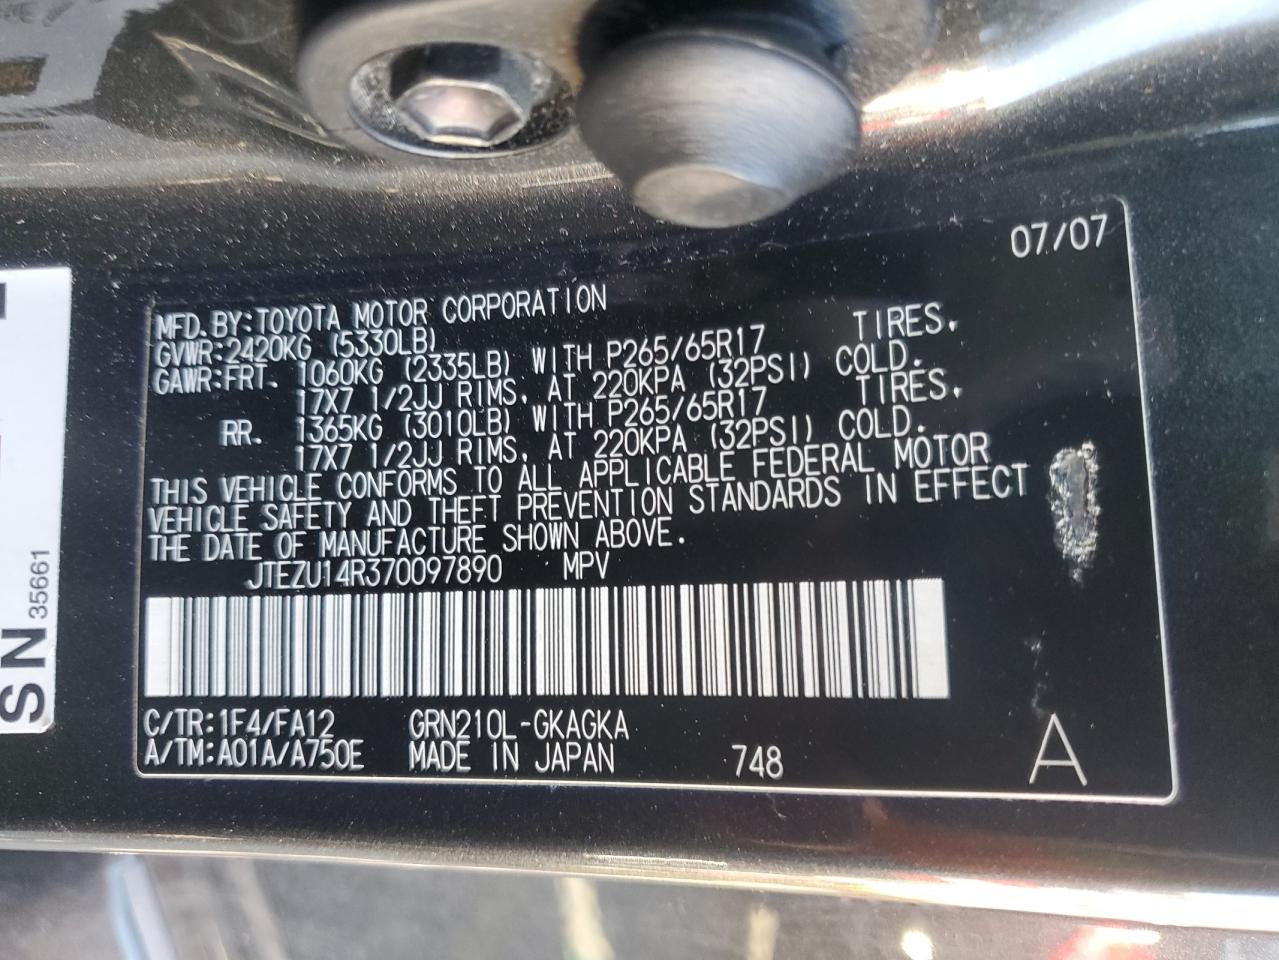 07/07
MFD.BY:TOYOTA MOTOR CORPORATION
GVWR:2420KG (5330LB)
GAWR:FRT. 1060KG (2335LB) WITH P265/65R17 TIRES,
17X7 1/2JJ RIMS, AT 220KPA (32PSI) COLD.
RR. 1365KG (3010LB) WITH P265/65R17 TIRES,
17X7 1/2JJ RIMS, AT 220KPA (32PSI) COLD.
THIS VEHICLE CONFORMS TO ALL APPLICABLE FEDERAL MOTOR
VEHICLE SAFETY AND THEFT PREVENTION STANDARDS IN EFFECT
THE DATE OF MANUFACTURE SHOWN ABOVE.
JTEZU14R370097890 MPV
C/TR:1F4/FA12 GRN210L-GKAGKA
A/TM:A01A/A750E MADE IN JAPAN 748 A
SN 35661